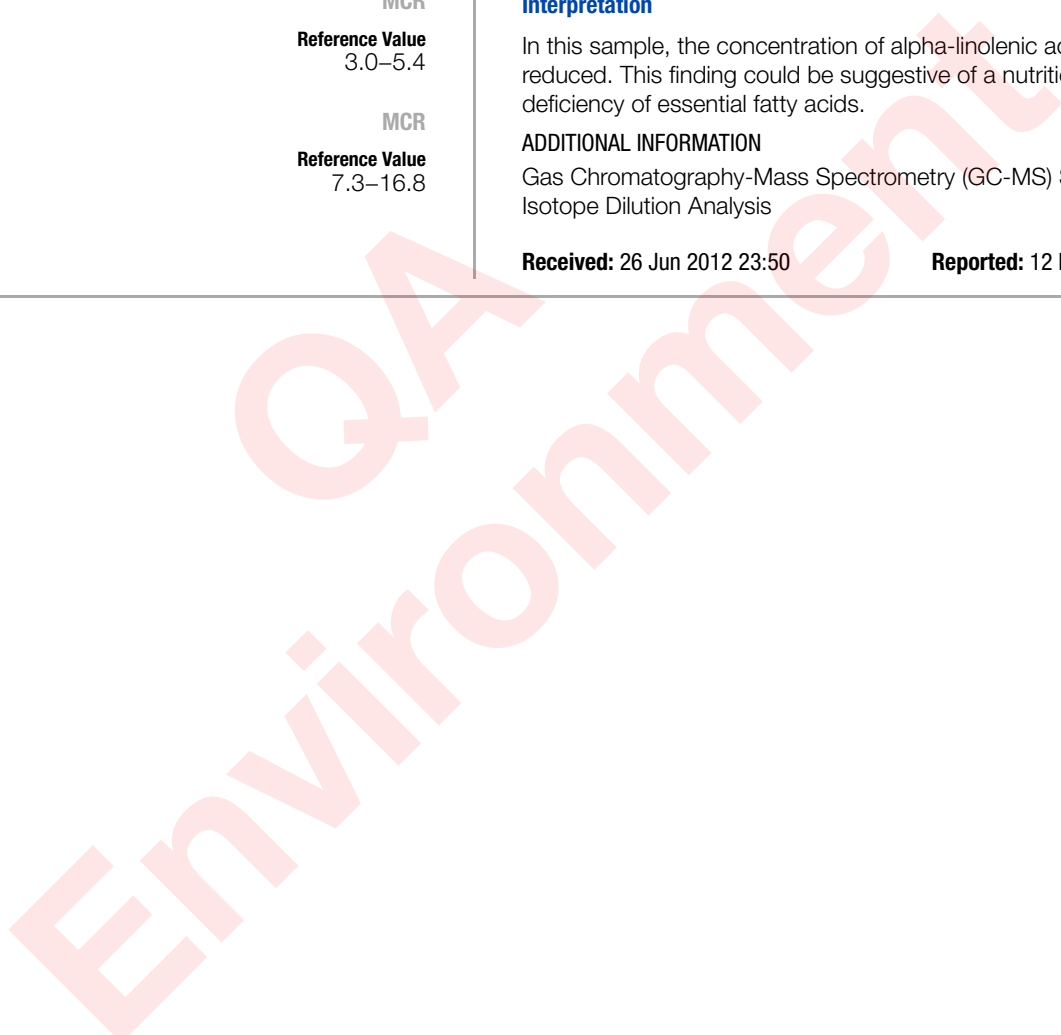 MCR
Reference Value
3.0–5.4
MCR
Reference Value
7.3–16.8
Interpretation
In this sample, the concentration of alpha-linolenic
reduced. This finding could be suggestive of a
deficiency of essential fatty acids.
ADDITIONAL INFORMATION
Gas Chromatography-Mass Spectrometry (GC-MS)
Isotope Dilution Analysis
Received: 26 Jun 2012 23:50 Reported: 12
QA
Environment